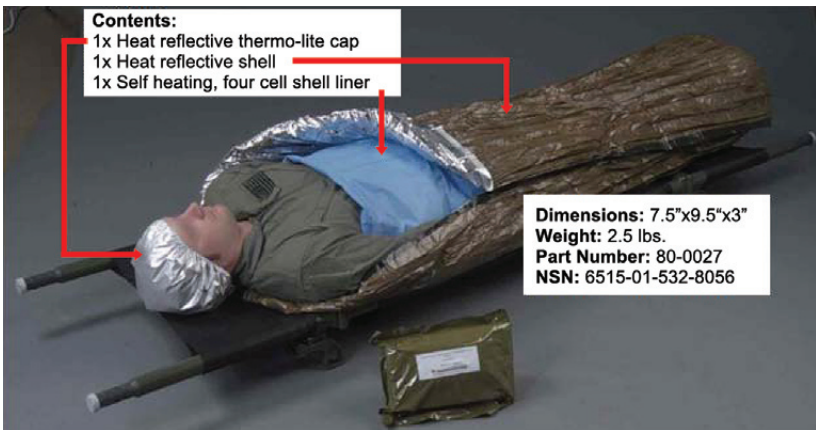 Contents:
1x Heat reflective thermo-lite cap
1x Heat reflective shell
1x Self heating, four cell shell liner
Dimensions: 7.5”x9.5“x3”
Weight: 2.5 lbs.
Part Number: 80-0027
NSN: 6515-01-532-8056